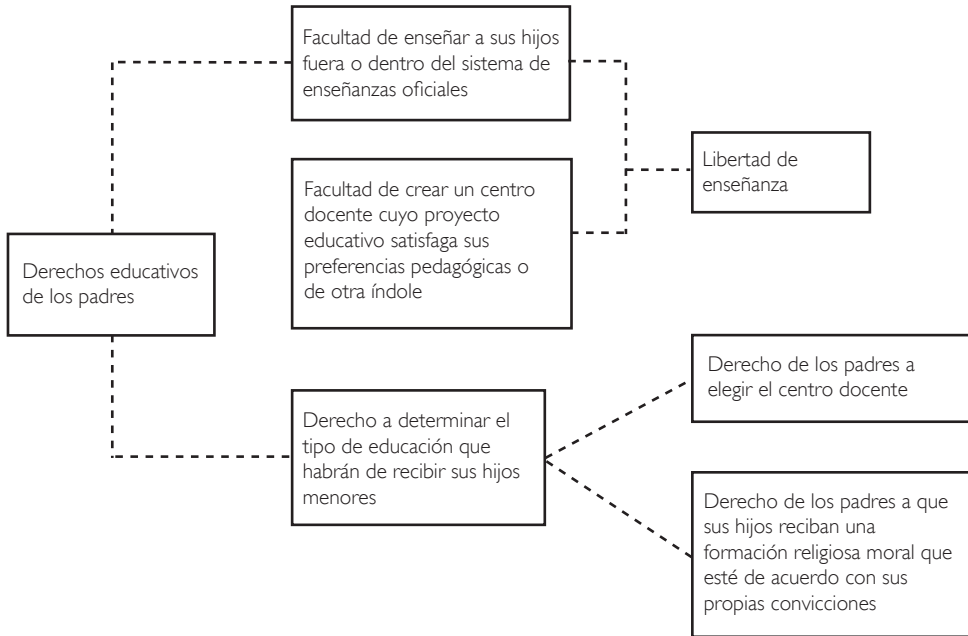 Facultad de enseñar a sus hijos
fuera o dentro del sistema de
enseñanzas oficiales
Libertad de
enseñanza
Facultad de crear un centro
docente cuyo proyecto
educativo satisfaga sus
preferencias pedagógicas o
de otra índole
Derechos educativos
de los padres
Derecho de los padres a
elegir el centro docente
Derecho a determinar el
tipo de educación que
habrán de recibir sus hijos
menores
Derecho de los padres a que
sus hijos reciban una
formación religiosa moral que
esté de acuerdo con sus
propias convicciones